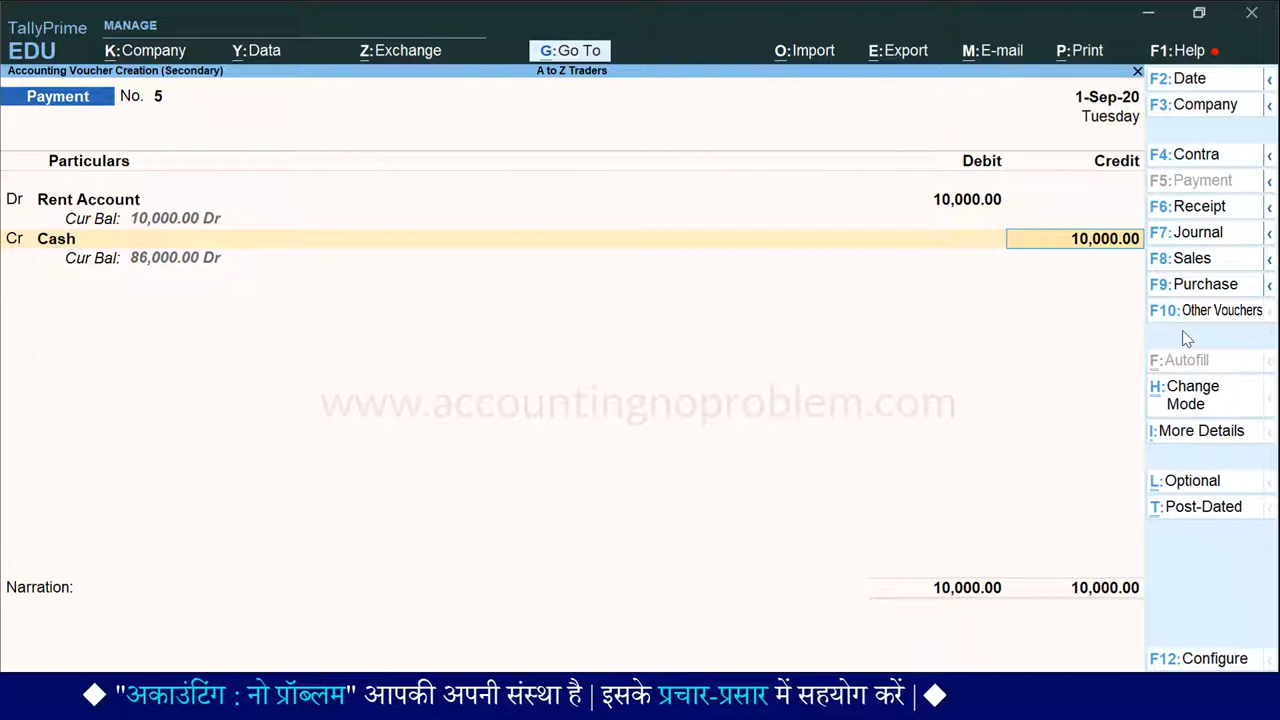 TallyPrime MANAGE
EDU K:Company Y:Data Z:Exchange G:Go To O:Import E:Export M:E-mail P:Print F1:Help
Accounting Voucher Creation (Secondary) A to Z Traders
Payment No. 5 1-Sep-20
Tuesday
Particulars Debit Credit
Dr Rent Account 10,000.00
Cur Bal: 10,000.00 Dr
Cr Cash 10,000.00
Cur Bal: 86,000.00 Dr
www.accountingnoproblem.com
Narration: 10,000.00 10,000.00
F2:Date
F3:Company
F4:Contra
F5:Payment
F6:Receipt
F7:Journal
F8:Sales
F9:Purchase
F10:Other Vouchers
F:Autofill
H:Change
Mode
I:More Details
L:Optional
T:Post-Dated
F12:Configure
◆ "अकाउंटिंग : नो प्रॉब्लम" आपकी अपनी संस्था है | इसके प्रचार-प्रसार में सहयोग करें | ◆